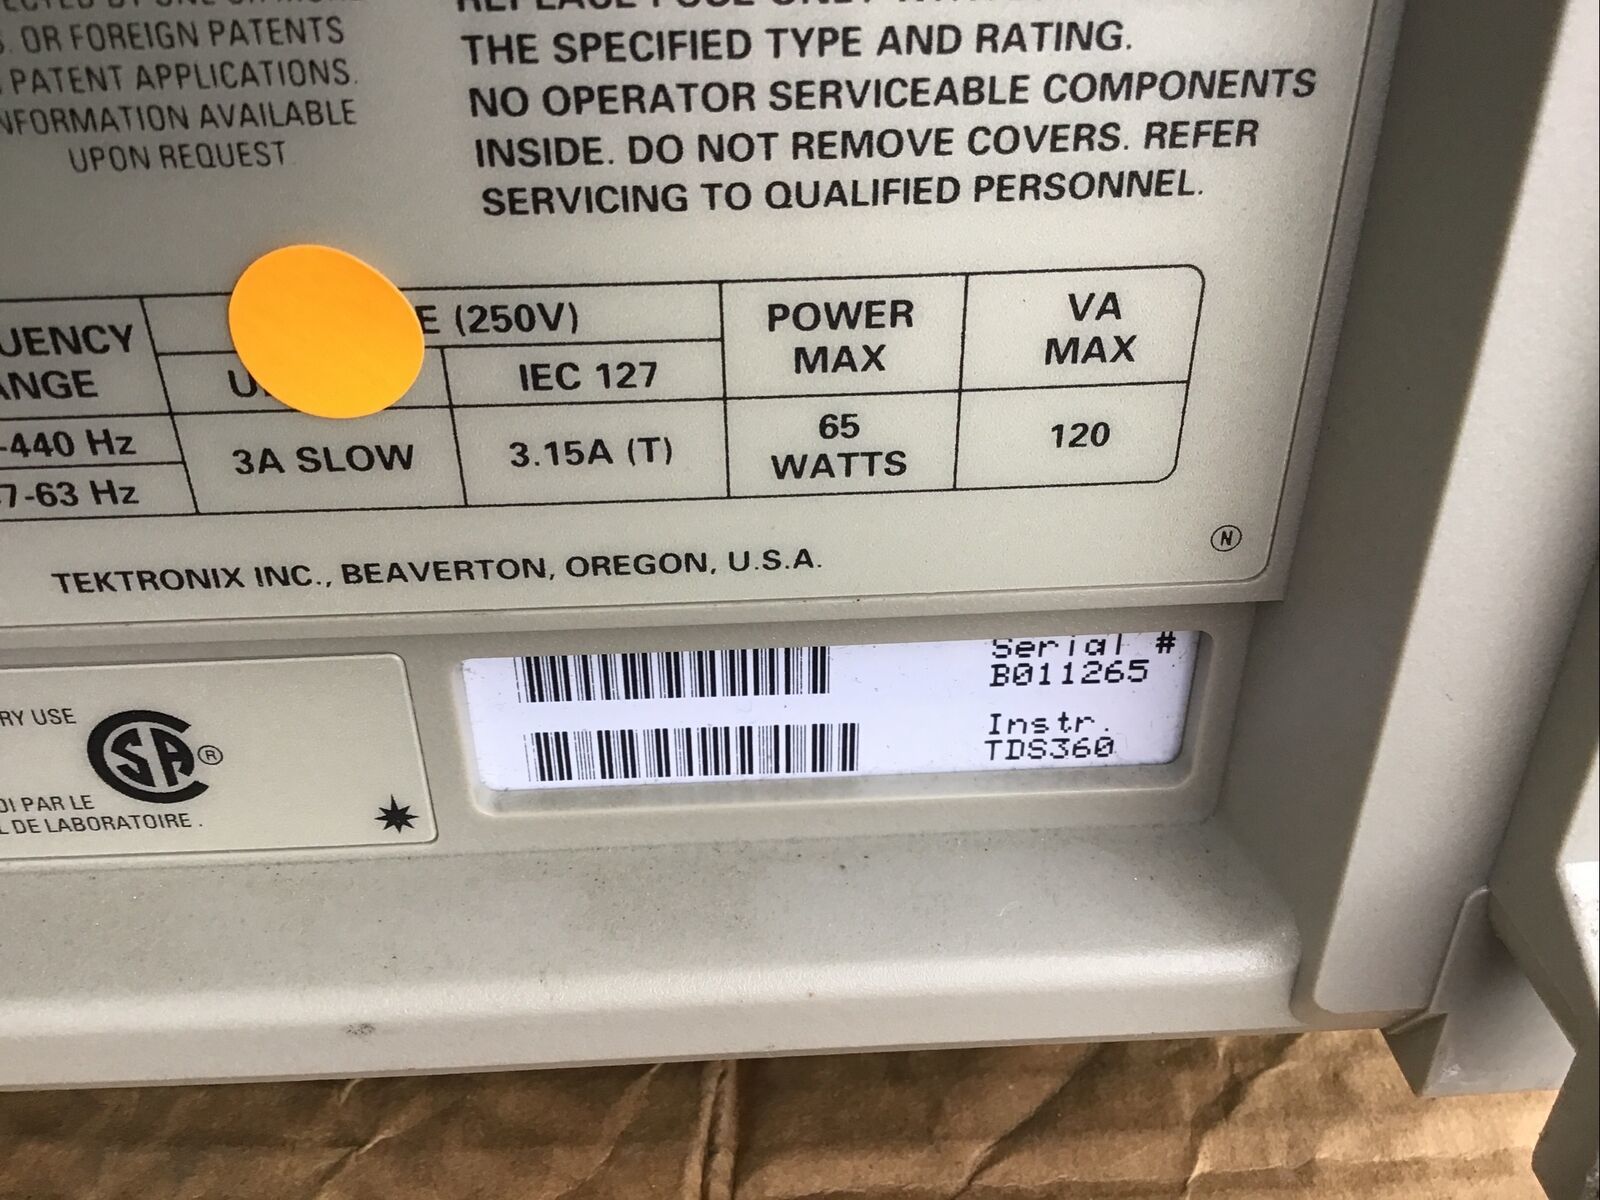 OR FOREIGN PATENTS
PATENT APPLICATIONS.
INFORMATION AVAILABLE
UPON REQUEST
THE SPECIFIED TYPE AND RATING.
NO OPERATOR SERVICEABLE COMPONENTS
INSIDE. DO NOT REMOVE COVERS. REFER
SERVICING TO QUALIFIED PERSONNEL.
E (250V)
POWER
MAX
VA
MAX
UENCY
ANGE
U
IEC 127
-440 Hz
7-63 Hz
3A SLOW
3.15A (T)
65
WATTS
120
N
TEKTRONIX INC., BEAVERTON, OREGON, U.S.A.
RY USE
SA®
DI PAR LE
L DE LABORATOIRE.
Serial #
B011265
Instr.
TDS360